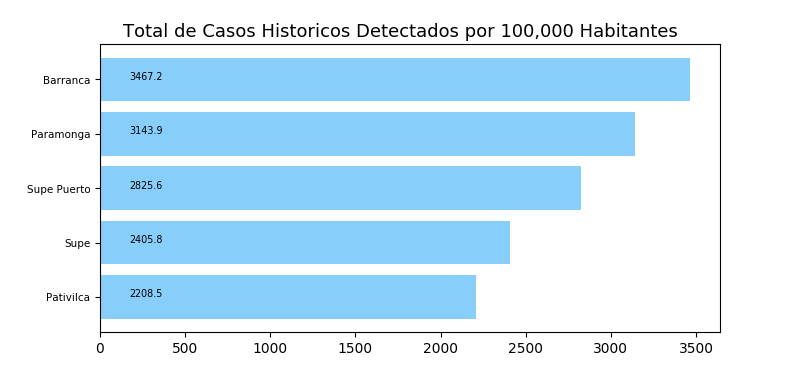 Total de Casos Historicos Detectados por 100,000 Habitantes
Barranca 3467.2
Paramonga 3143.9
Supe Puerto 2825.6
Supe 2405.8
Pativilca 2208.5
0 500 1000 1500 2000 2500 3000 3500